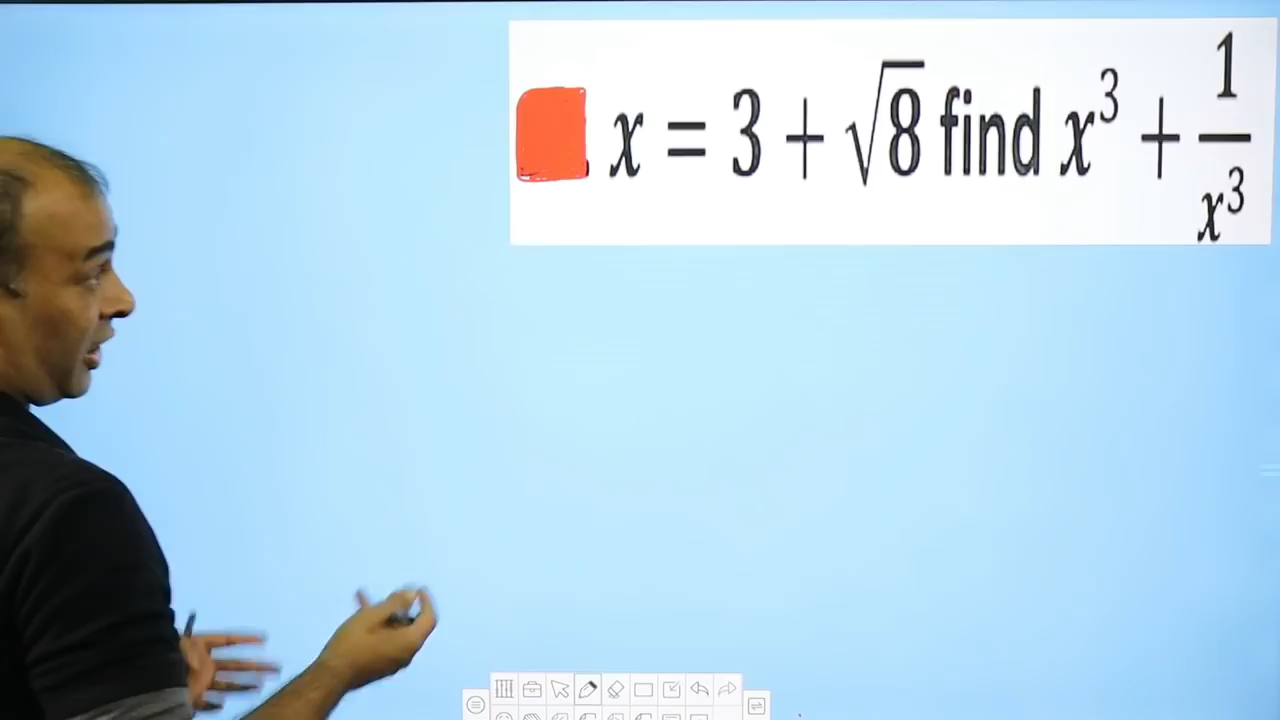 x = 3 + √8 find x³ + 1/x³